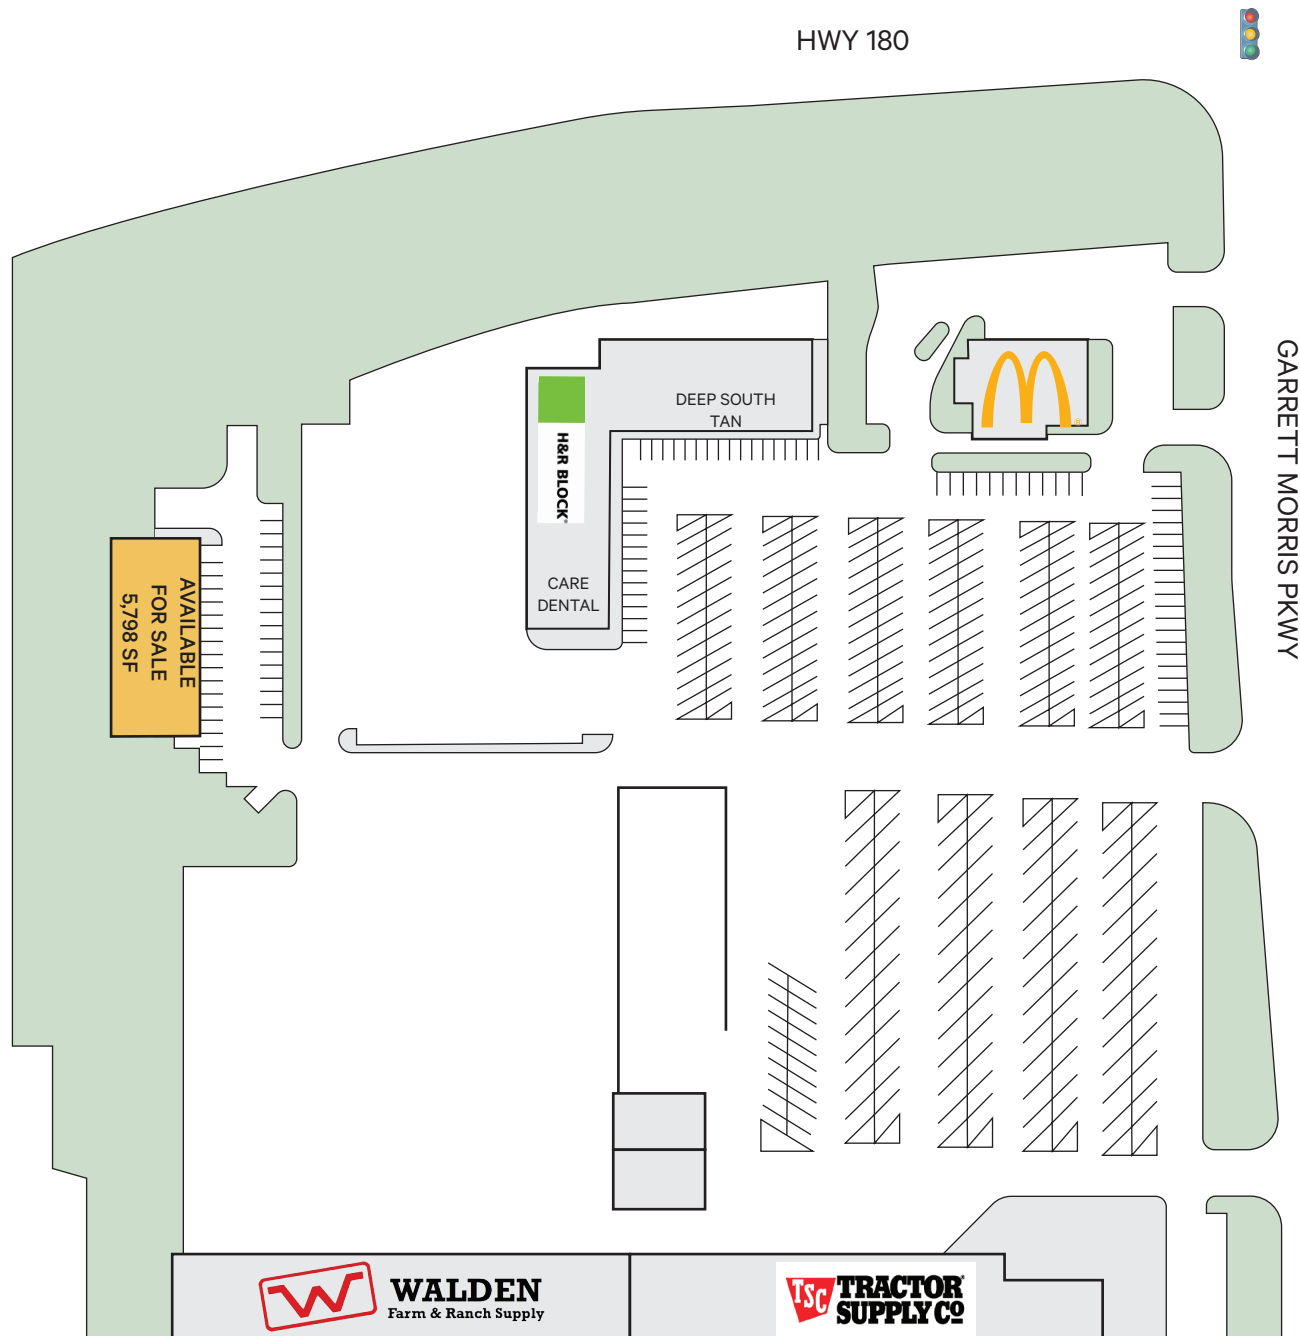 HWY 180
GARRETT MORRIS PKWY
DEEP SOUTH
TAN
H&R BLOCK®
CARE
DENTAL
AVAILABLE
FOR SALE
5,798 SF
WALDEN
Farm & Ranch Supply
TSC
TRACTOR
SUPPLY CO